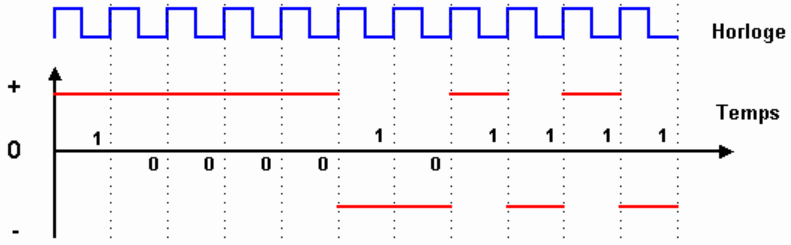 Horloge
+
Temps
1 1 1 1 1 1
0
0 0 0 0 0
-